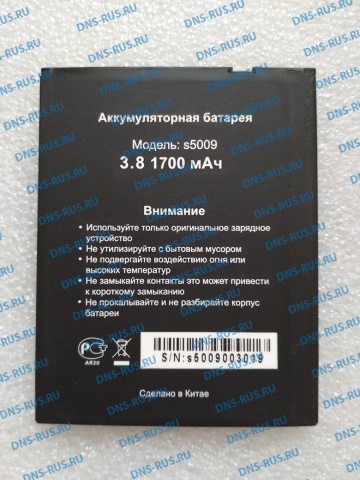 Аккумуляторная батарея
Модель: s5009
3.8 1700 мАч
Внимание
• Используйте только оригинальное зарядное
устройство
• Не утилизируйте с бытовым мусором
• Не подвергайте воздействию огня или
высоких температур
• Не замыкайте контакты это может привести
к короткому замыканию
• Не прокалывайте и не разбирайте корпус
батареи
АЯ20
S/N: s5009003019
Сделано в Китае
DNS-RUS.RU